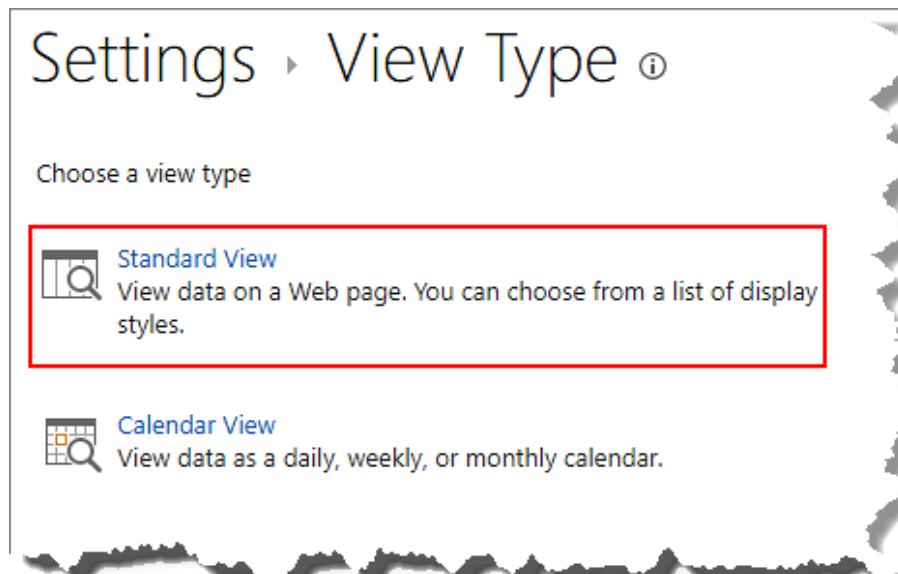 Settings › View Type
Choose a view type
Standard View
View data on a Web page. You can choose from a list of display
styles.
Calendar View
View data as a daily, weekly, or monthly calendar.